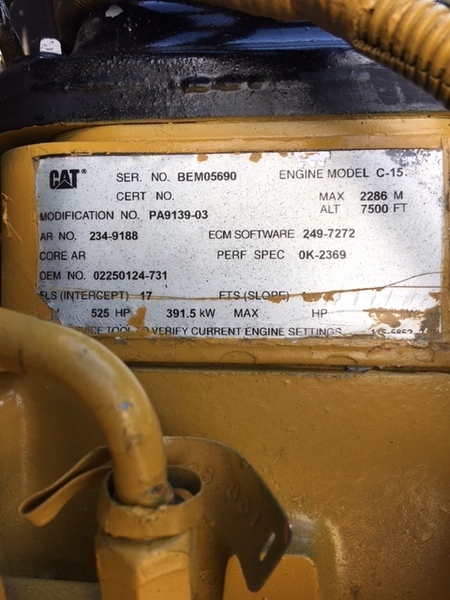 CAT® SER. NO. BEM05690 ENGINE MODEL C-15
CERT NO. MAX 2286 M
MODIFICATION NO. PA9139-03 ALT 7500 FT
AR NO. 234-9188 ECM SOFTWARE 249-7272
CORE AR PERF SPEC 0K-2369
OEM NO. 02250124-731
FLS (INTERCEPT) 17 FTS (SLOPE)
525 HP 391.5 kW MAX HP
TOOL TO VERIFY CURRENT ENGINE SETTINGS